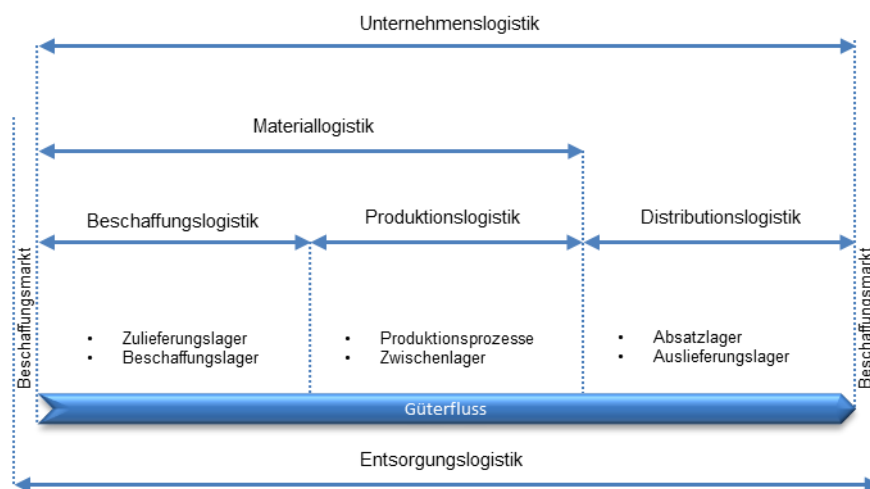 Unternehmenslogistik
Materiallogistik
Beschaffungslogistik
Produktionslogistik
Distributionslogistik
Beschaffungsmarkt
• Zulieferungslager
• Beschaffungslager
• Produktionsprozesse
• Zwischenlager
• Absatzlager
• Auslieferungslager
Beschaffungsmarkt
Güterfluss
Entsorgungslogistik